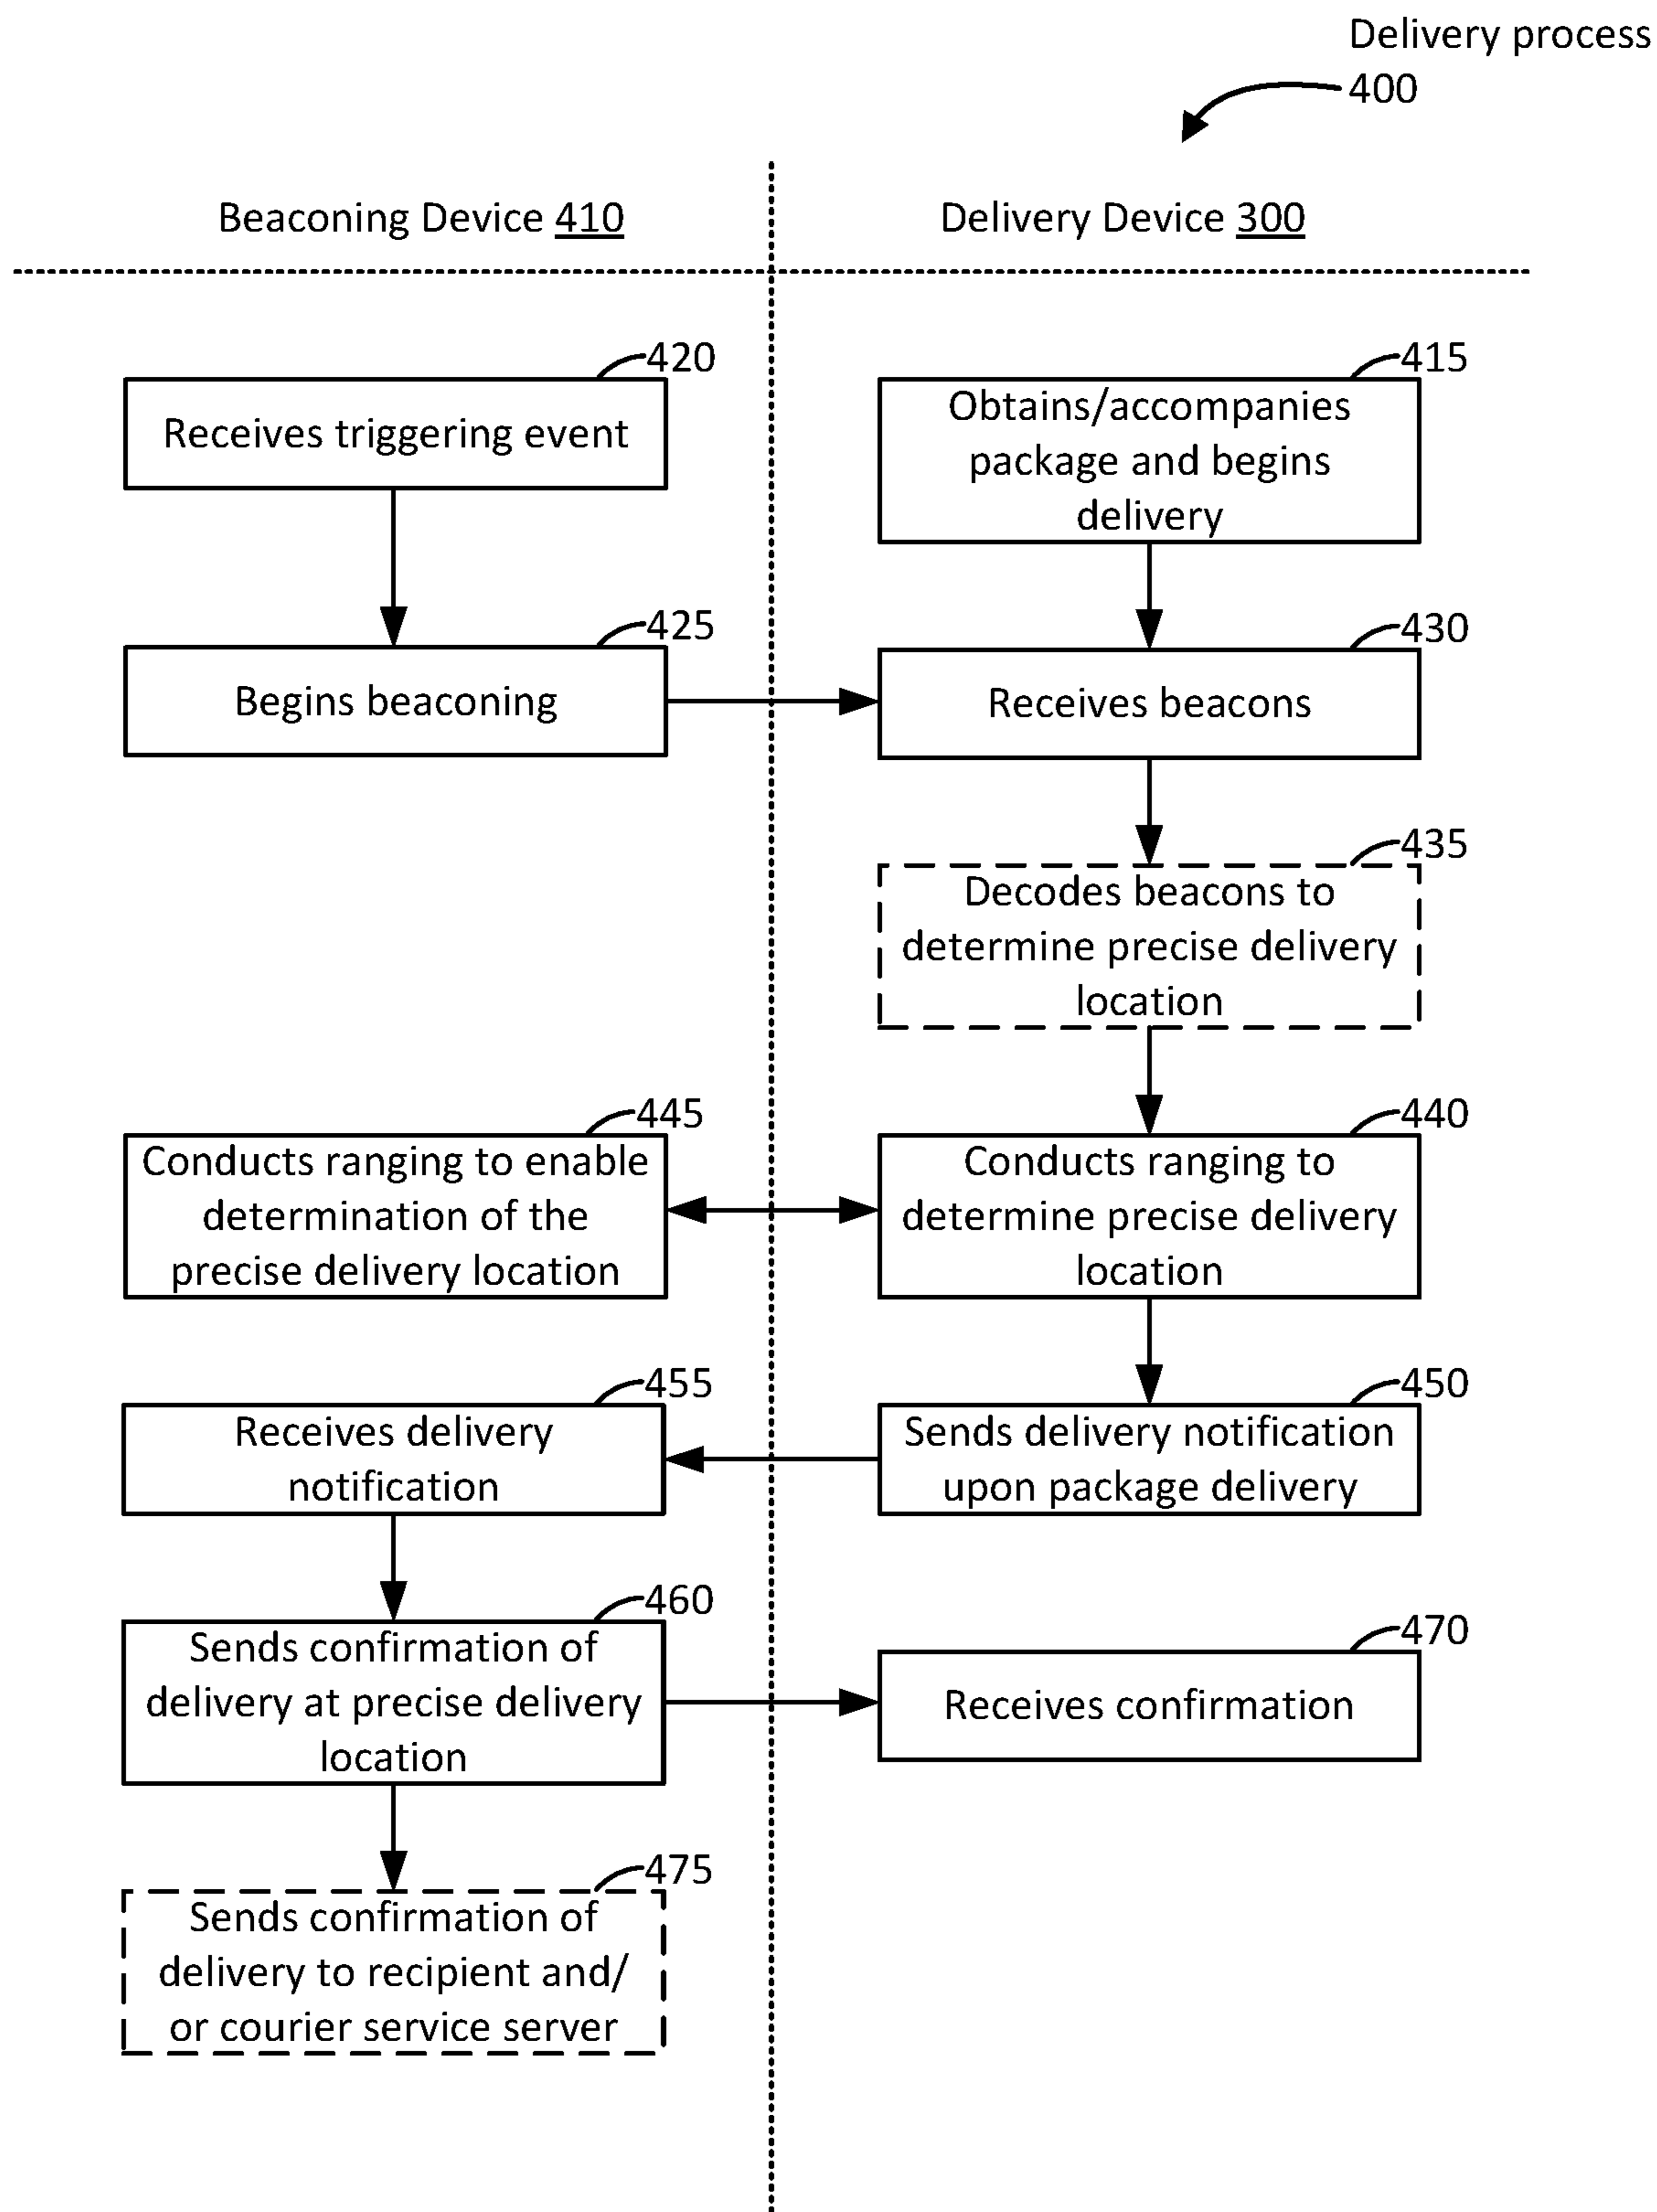 Delivery process
400
Beaconing Device 410
Delivery Device 300
420
Receives triggering event
415
Obtains/accompanies
package and begins
delivery
425
Begins beaconing
430
Receives beacons
435
Decodes beacons to
determine precise delivery
location
445
Conducts ranging to enable
determination of the
precise delivery location
440
Conducts ranging to
determine precise delivery
location
455
Receives delivery
notification
450
Sends delivery notification
upon package delivery
460
Sends confirmation of
delivery at precise delivery
location
470
Receives confirmation
475
Sends confirmation of
delivery to recipient and/
or courier service server